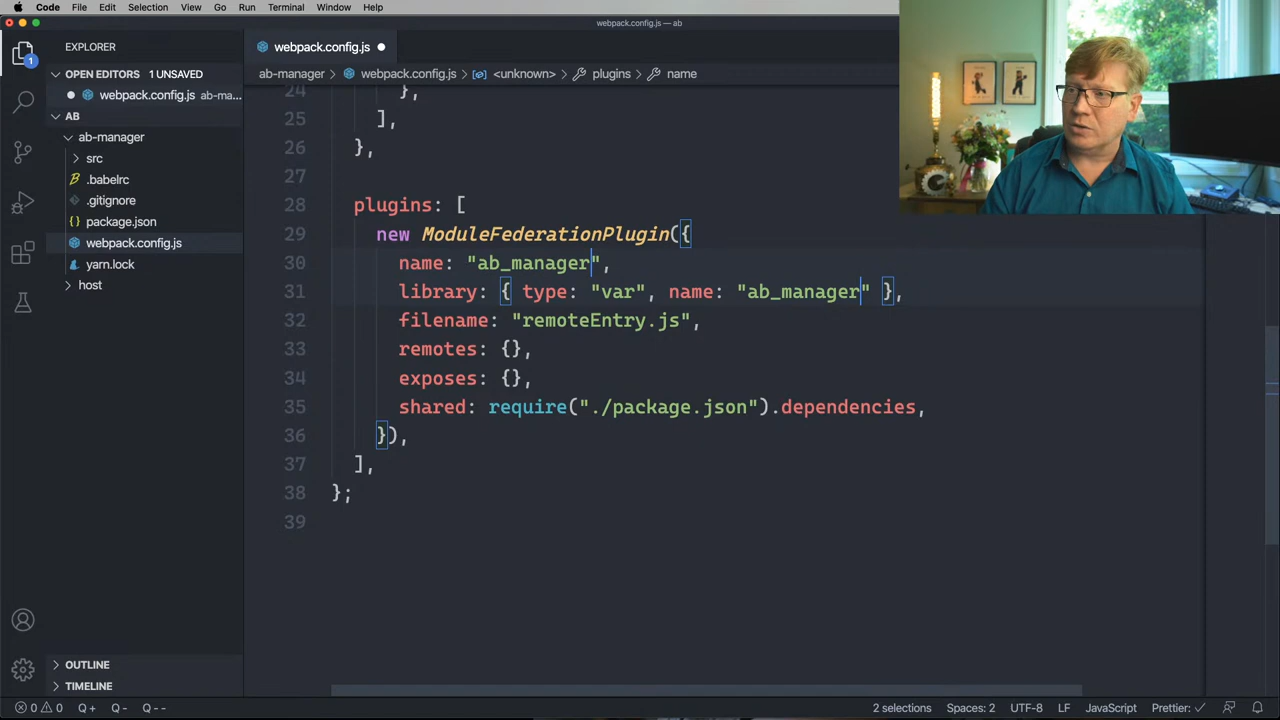 Code File Edit Selection View Go Run Terminal Window Help
webpack.config.js — ab
EXPLORER
webpack.config.js
OPEN EDITORS 1 UNSAVED
ab-manager webpack.config.js <unknown> plugins name
webpack.config.js ab-ma...
AB
ab-manager
src
.babelrc
.gitignore
package.json
webpack.config.js
yarn.lock
host
1
24 },
25 ],
26 },
27
28 plugins: [
29 new ModuleFederationPlugin({
30 name: "ab_manager",
31 library: { type: "var", name: "ab_manager" },
32 filename: "remoteEntry.js",
33 remotes: {},
34 exposes: {},
35 shared: require("./package.json").dependencies,
36 }),
37 ],
38 };
39
OUTLINE
TIMELINE
0 0 Q+ Q- Q-- 2 selections Spaces: 2 UTF-8 LF JavaScript Prettier: ✓